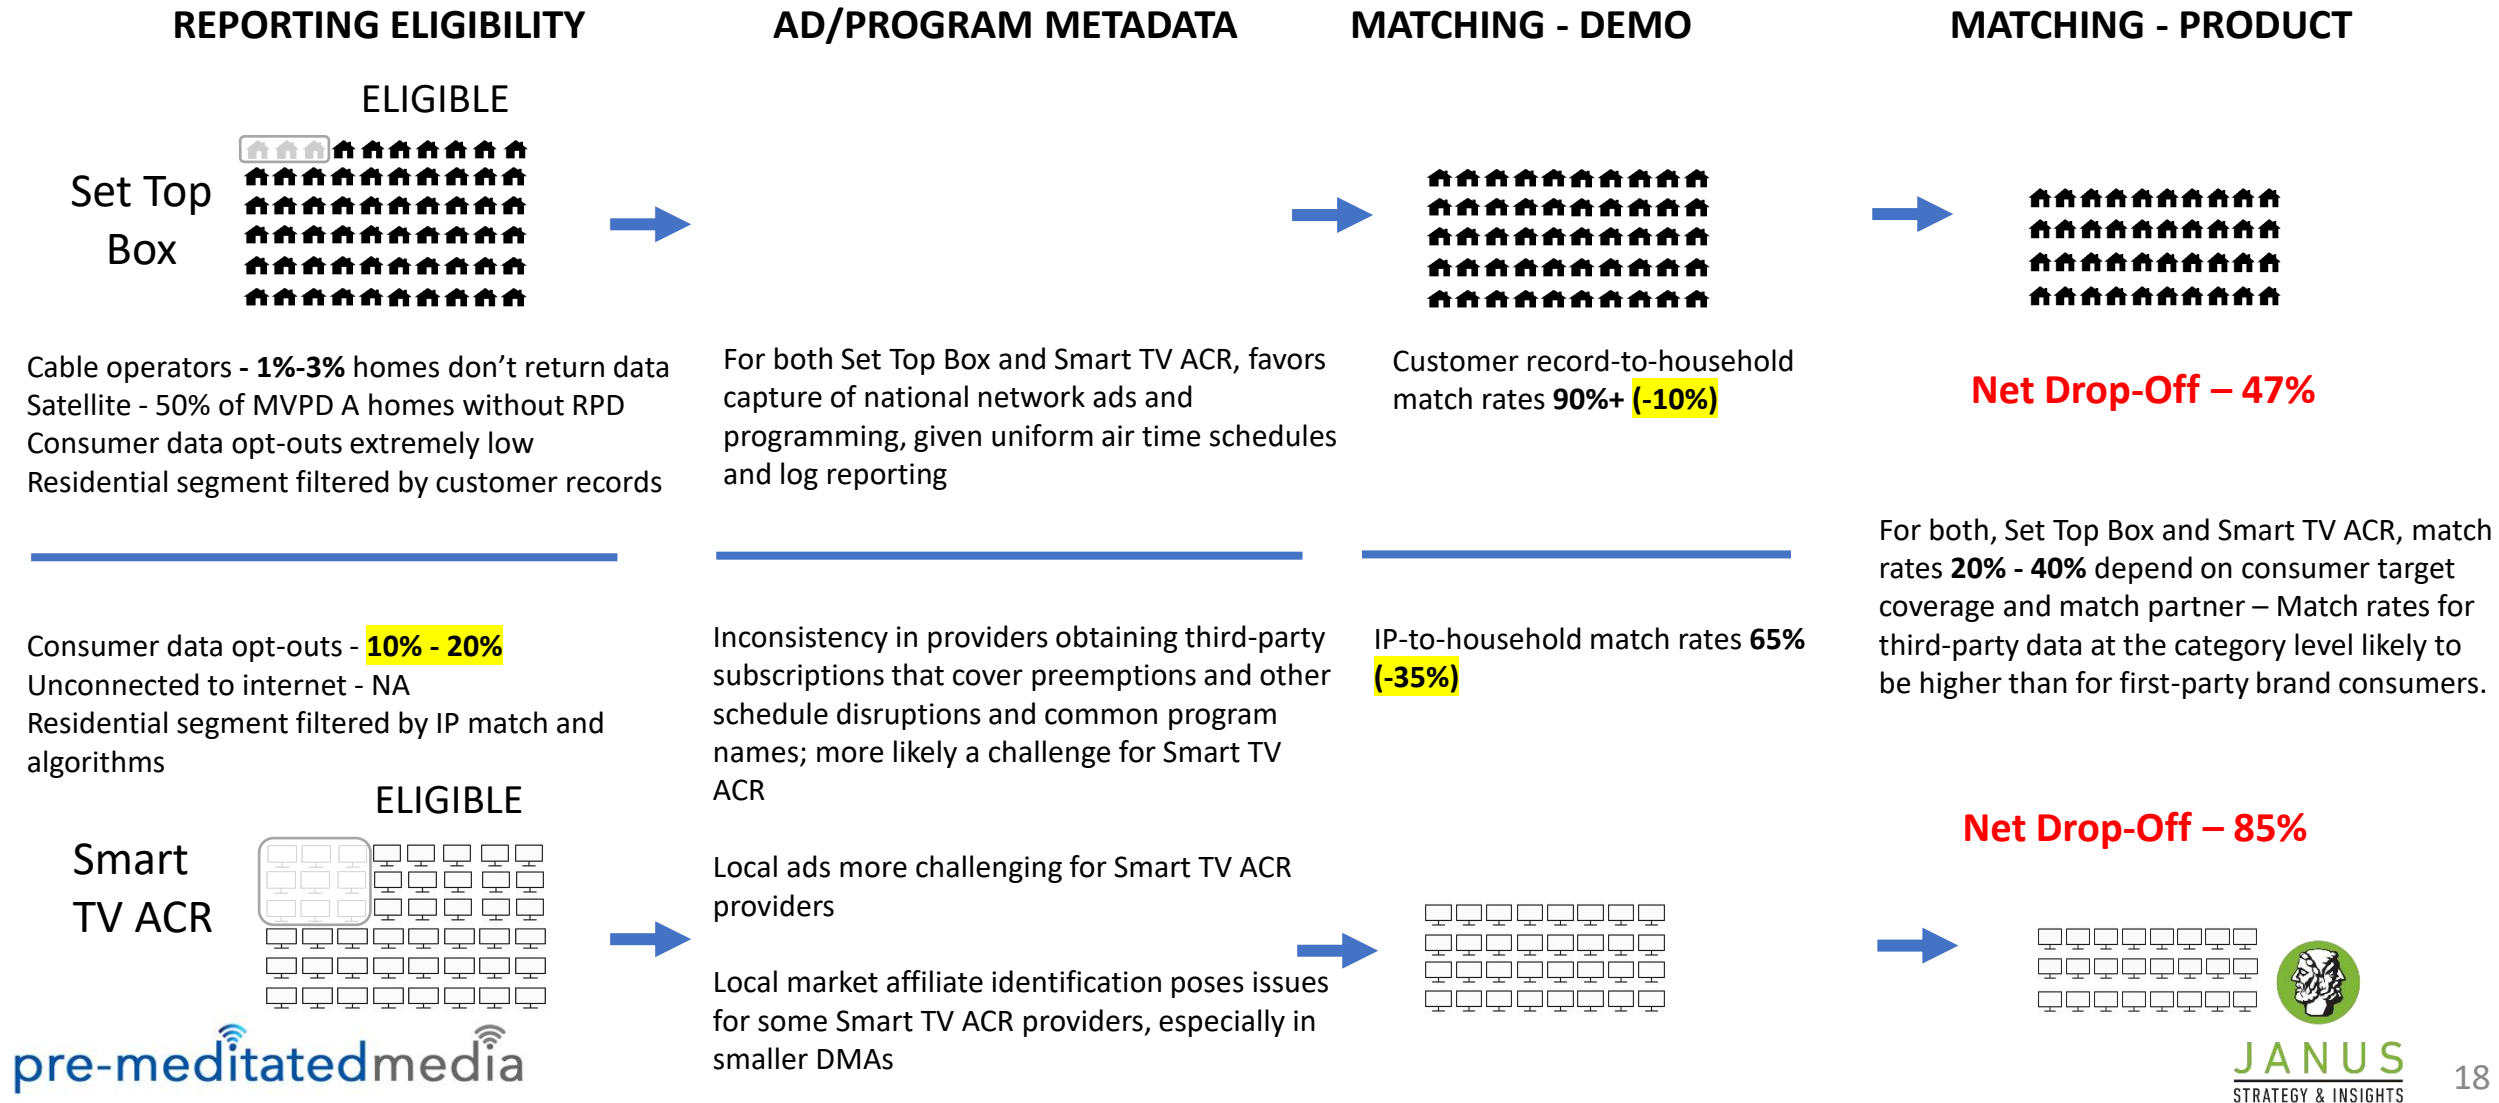 REPORTING ELIGIBILITY
AD/PROGRAM METADATA
MATCHING - DEMO
MATCHING - PRODUCT
ELIGIBLE
Set Top
Box
Cable operators - 1%-3% homes don’t return data
Satellite - 50% of MVPD A homes without RPD
Consumer data opt-outs extremely low
Residential segment filtered by customer records
For both Set Top Box and Smart TV ACR, favors
capture of national network ads and
programming, given uniform air time schedules
and log reporting
Customer record-to-household
match rates 90%+ (-10%)
Net Drop-Off – 47%
For both, Set Top Box and Smart TV ACR, match
rates 20% - 40% depend on consumer target
coverage and match partner – Match rates for
third-party data at the category level likely to
be higher than for first-party brand consumers.
Consumer data opt-outs - 10% - 20%
Unconnected to internet - NA
Residential segment filtered by IP match and
algorithms
ELIGIBLE
Smart
TV ACR
Inconsistency in providers obtaining third-party
subscriptions that cover preemptions and other
schedule disruptions and common program
names; more likely a challenge for Smart TV
ACR
Local ads more challenging for Smart TV ACR
providers
Local market affiliate identification poses issues
for some Smart TV ACR providers, especially in
smaller DMAs
IP-to-household match rates 65%
(-35%)
Net Drop-Off – 85%
pre-meditatedmedia
JANUS
STRATEGY & INSIGHTS
18